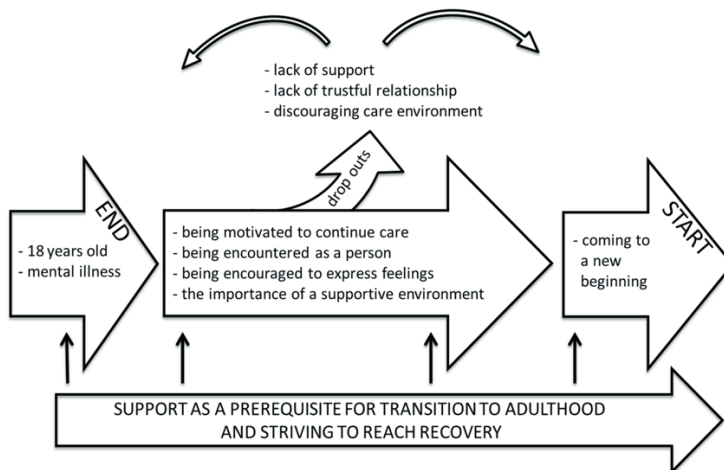 - lack of support
- lack of trustful relationship
- discouraging care environment
drop outs
END
- 18 years old
- mental illness
- being motivated to continue care
- being encountered as a person
- being encouraged to express feelings
- the importance of a supportive environment
START
- coming to
a new
beginning
SUPPORT AS A PREREQUISITE FOR TRANSITION TO ADULTHOOD
AND STRIVING TO REACH RECOVERY